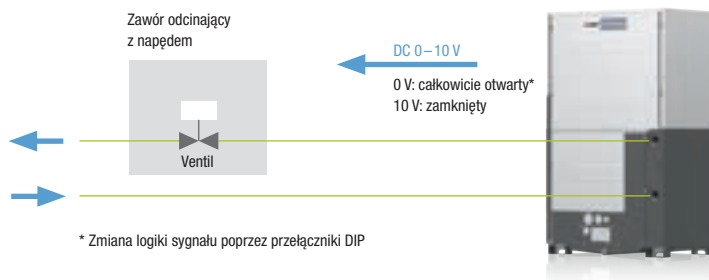 Zawór odcinający
z napędem
DC 0–10 V
0 V: całkowicie otwarty*
10 V: zamknięty
Ventil
* Zmiana logiki sygnału poprzez przełączniki DIP